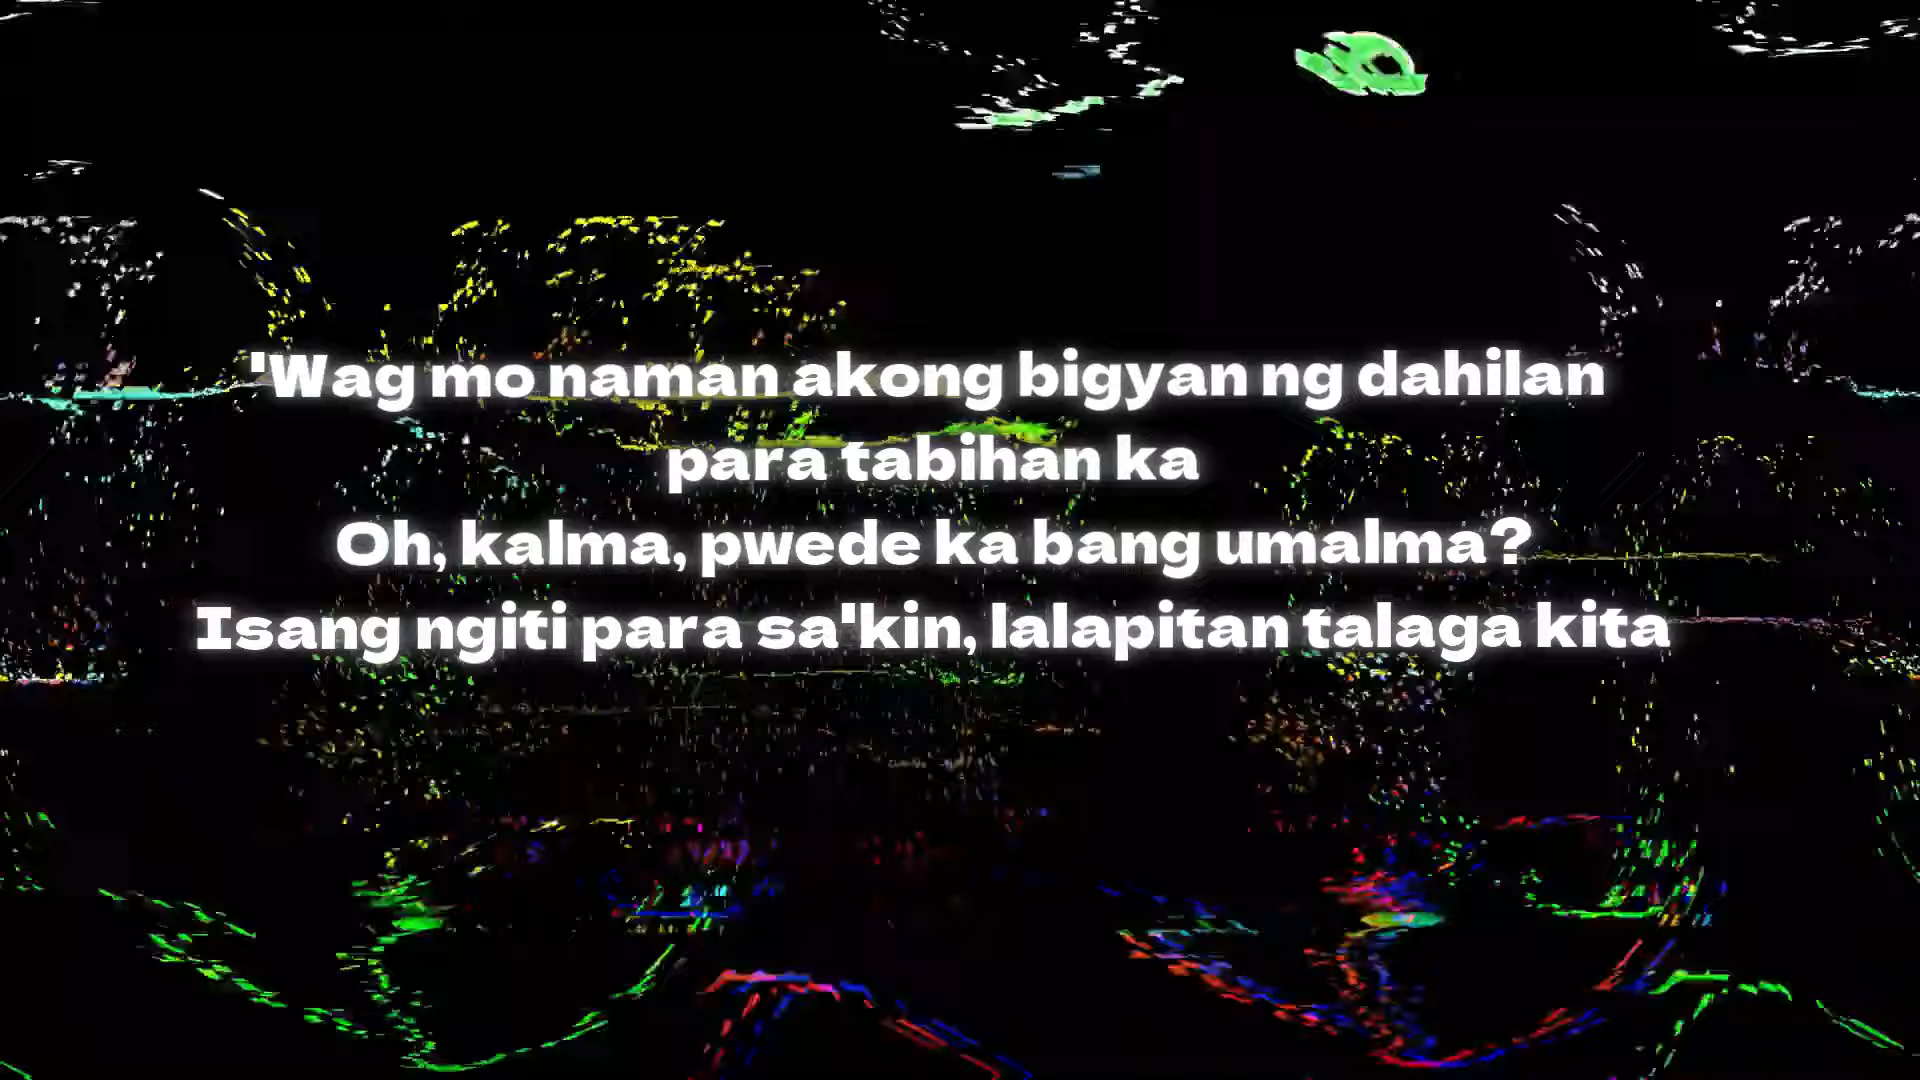 'Wag mo naman akong bigyan ng dahilan
para tabihan ka
Oh, kalma, pwede ka bang umalma?
Isang ngiti para sa'kin, lalapitan talaga kita